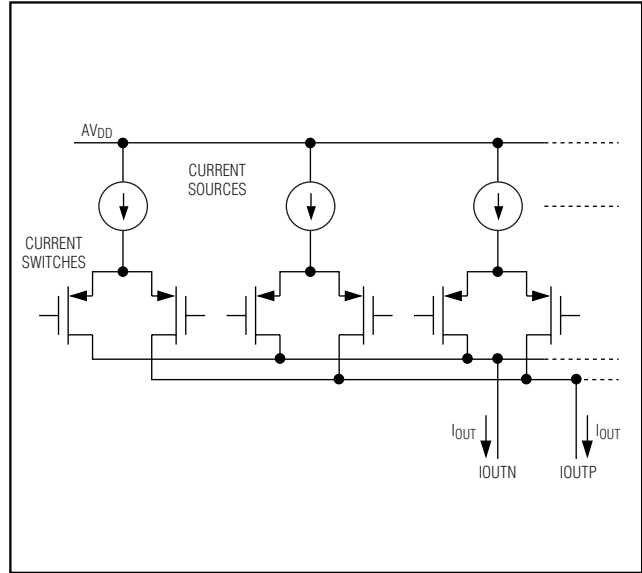 AVDD
CURRENT
SOURCES
CURRENT
SWITCHES
IOUT
IOUT
IOUTN
IOUTP